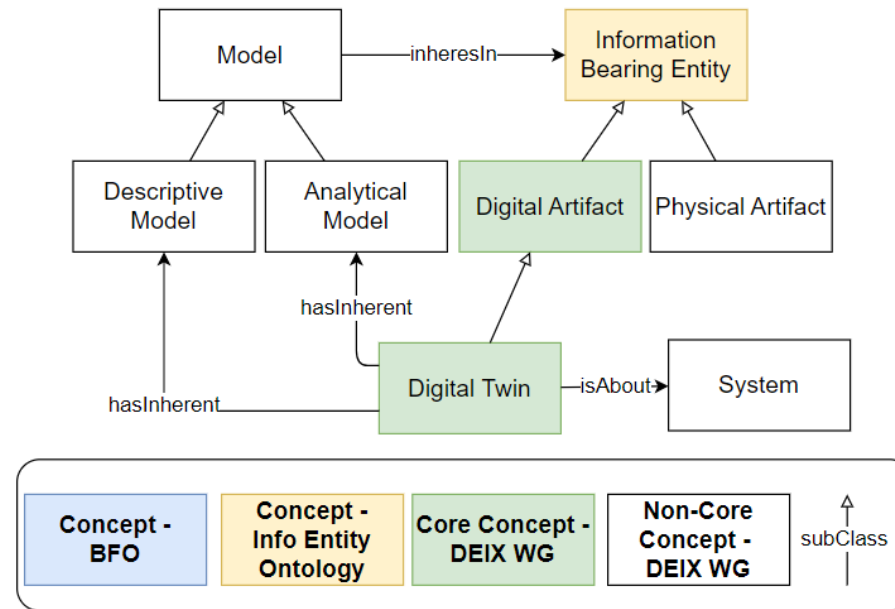 Model
inheresIn
Information
Bearing Entity
Descriptive
Model
Analytical
Model
Digital Artifact
Physical Artifact
hasInherent
hasInherent
Digital Twin
isAbout
System
Concept -
BFO
Concept -
Info Entity
Ontology
Core Concept -
DEIX WG
Non-Core
Concept -
DEIX WG
subClass